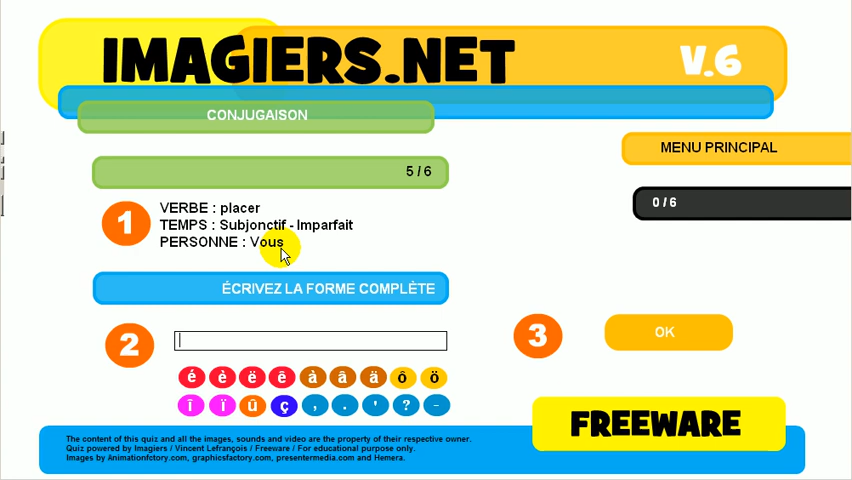 IMAGIERS.NET
V.6
CONJUGAISON
MENU PRINCIPAL
5 / 6
0 / 6
1
VERBE : placer
TEMPS : Subjonctif - Imparfait
PERSONNE : Vous
ÉCRIVEZ LA FORME COMPLÈTE
2
3
OK
é è ë ê à â ä ô ö
î ï û ç , . ' ? -
FREEWARE
The content of this quiz and all the images, sounds and video are the property of their respective owner.
Quiz powered by Imagiers / Vincent Lefrançois / Freeware / For educational purpose only.
Images by Animationfctory.com, graphicsfactory.com, presentermedia.com and Hemera.